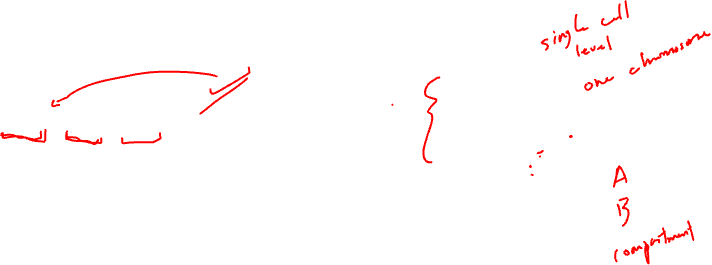 single cell
level
one chromosome
A
B
compartment